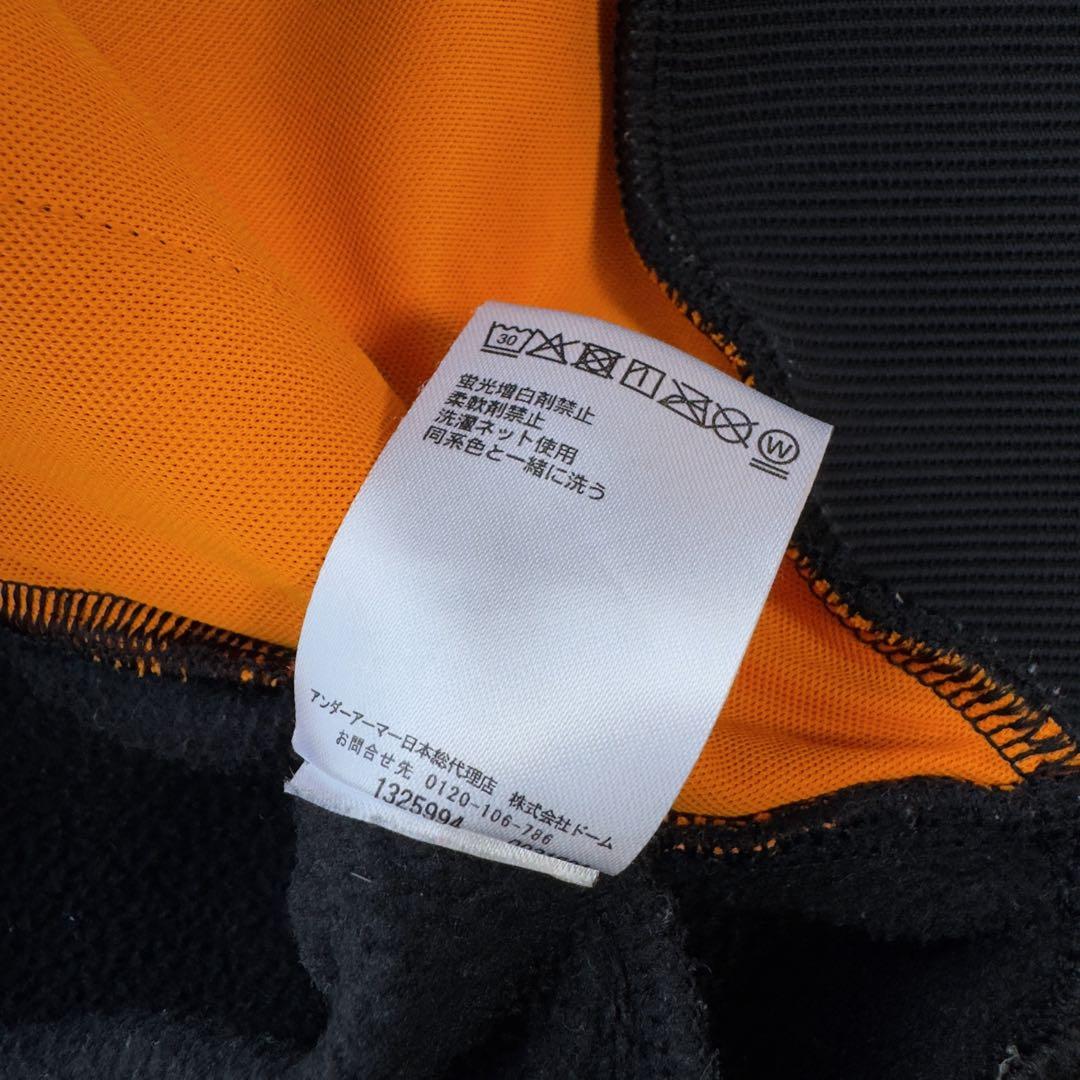 30
W
蛍光増白剤禁止
柔軟剤禁止
洗濯ネット使用
同系色と一緒に洗う
アンダーアーマー日本総代理店 株式会社ドーム
お問合せ先 0120-106-786
1325994